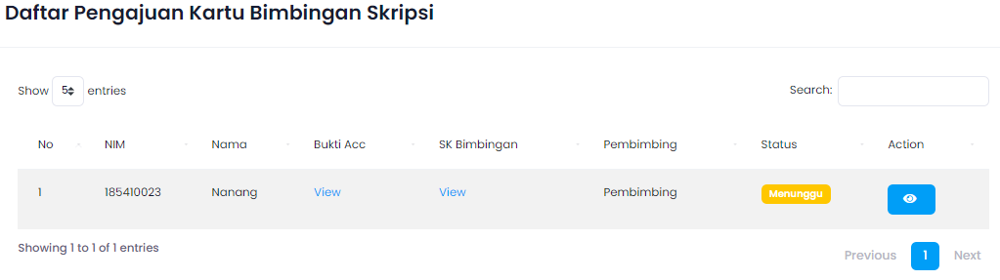 Daftar Pengajuan Kartu Bimbingan Skripsi
Show 5 entries Search:
No NIM Nama Bukti Acc SK Bimbingan Pembimbing Status Action
1 185410023 Nanang View View Pembimbing Menunggu
Showing 1 to 1 of 1 entries
Previous 1 Next